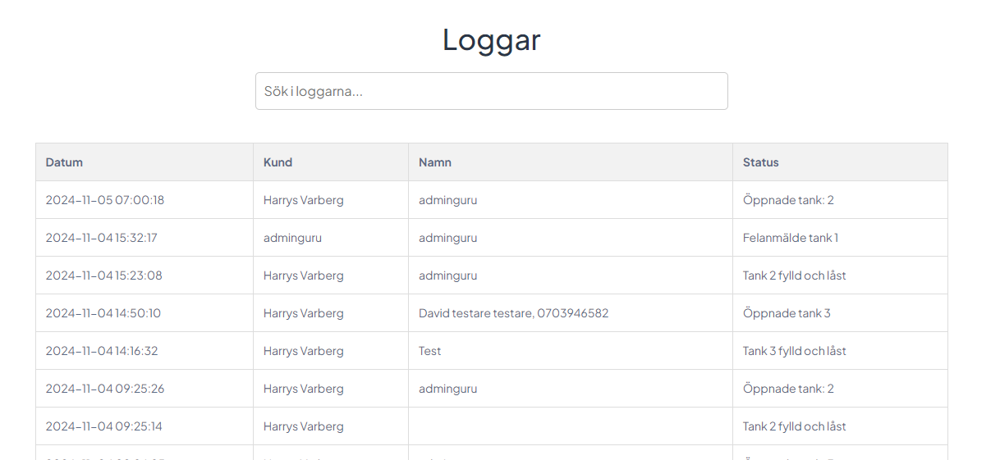 Loggar
Sök i loggarna...
Datum Kund Namn Status
2024-11-05 07:00:18 Harrys Varberg adminguru Öppnade tank: 2
2024-11-04 15:32:17 adminguru adminguru Felanmälde tank 1
2024-11-04 15:23:08 Harrys Varberg adminguru Tank 2 fylld och låst
2024-11-04 14:50:10 Harrys Varberg David testare testare, 0703946582 Öppnade tank 3
2024-11-04 14:16:32 Harrys Varberg Test Tank 3 fylld och låst
2024-11-04 09:25:26 Harrys Varberg adminguru Öppnade tank: 2
2024-11-04 09:25:14 Harrys Varberg Tank 2 fylld och låst